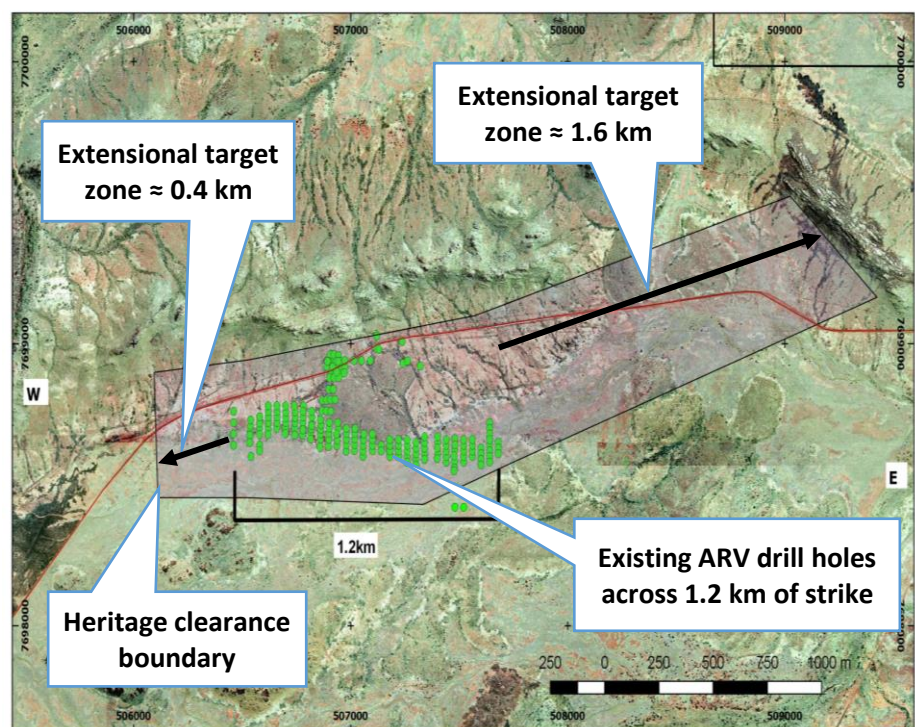 506000
507000
508000
509000
7700000
7700000
Extensional target
zone ≈ 1.6 km
Extensional target
zone ≈ 0.4 km
7699000
7699000
W
E
1.2km
Existing ARV drill holes
across 1.2 km of strike
Heritage clearance
boundary
7698000
250 0 250 500 750 1000 m
506000
507000
508000
509000